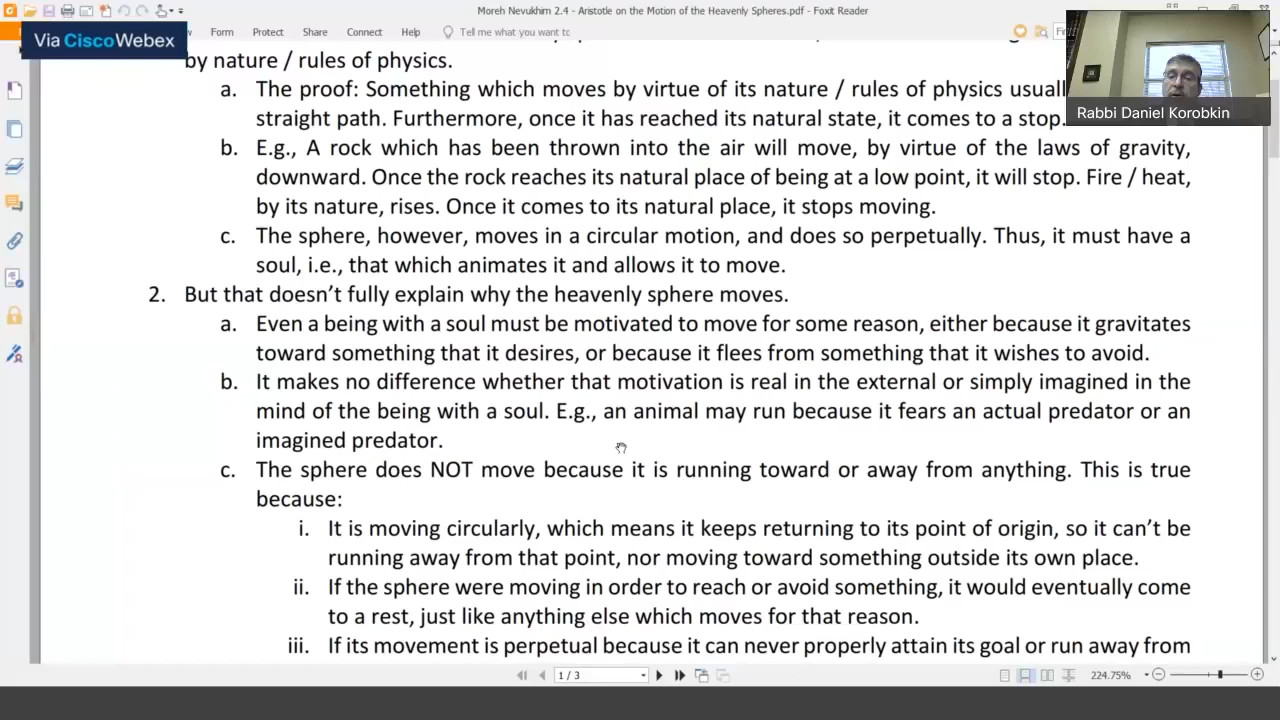 Moreh Nevukhim 2.4 - Aristotle on the Motion of the Heavenly Spheres.pdf - Foxit Reader
Via CiscoWebex
Form Protect Share Connect Help Tell me what you want to
Rabbi Daniel Korobkin
by nature / rules of physics.
a. The proof: Something which moves by virtue of its nature / rules of physics
straight path. Furthermore, once it has reached its natural state, it comes to a stop.
b. E.g., A rock which has been thrown into the air will move, by virtue of the laws of gravity,
downward. Once the rock reaches its natural place of being at a low point, it will stop. Fire / heat,
by its nature, rises. Once it comes to its natural place, it stops moving.
c. The sphere, however, moves in a circular motion, and does so perpetually. Thus, it must have a
soul, i.e., that which animates it and allows it to move.
2. But that doesn't fully explain why the heavenly sphere moves.
a. Even a being with a soul must be motivated to move for some reason, either because it gravitates
toward something that it desires, or because it flees from something that it wishes to avoid.
b. It makes no difference whether that motivation is real in the external or simply imagined in the
mind of the being with a soul. E.g., an animal may run because it fears an actual predator or an
imagined predator.
c. The sphere does NOT move because it is running toward or away from anything. This is true
because:
i. It is moving circularly, which means it keeps returning to its point of origin, so it can't be
running away from that point, nor moving toward something outside its own place.
ii. If the sphere were moving in order to reach or avoid something, it would eventually come
to a rest, just like anything else which moves for that reason.
iii. If its movement is perpetual because it can never properly attain its goal or run away from
1 / 3
224.75%